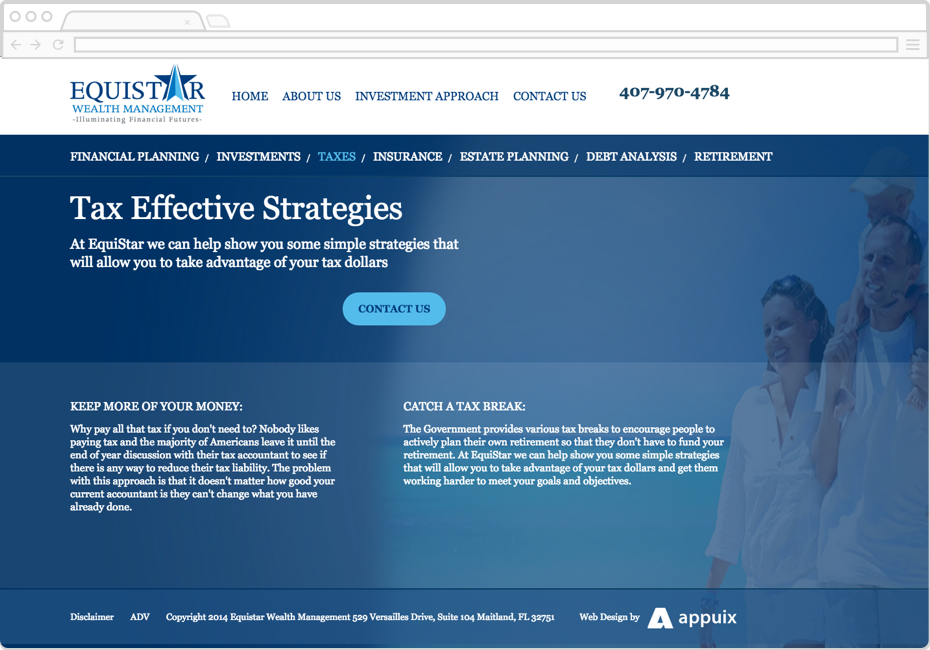 EQUISTAR
WEALTH MANAGEMENT
-Illuminating Financial Futures-
HOME ABOUT US INVESTMENT APPROACH CONTACT US 407-970-4784
FINANCIAL PLANNING / INVESTMENTS / TAXES / INSURANCE / ESTATE PLANNING / DEBT ANALYSIS / RETIREMENT
Tax Effective Strategies
At EquiStar we can help show you some simple strategies that
will allow you to take advantage of your tax dollars
CONTACT US
KEEP MORE OF YOUR MONEY:
Why pay all that tax if you don't need to? Nobody likes
paying tax and the majority of Americans leave it until the
end of year discussion with their tax accountant to see if
there is any way to reduce their tax liability. The problem
with this approach is that it doesn't matter how good your
current accountant is they can't change what you have
already done.
CATCH A TAX BREAK:
The Government provides various tax breaks to encourage people to
actively plan their own retirement so that they don't have to fund your
retirement. At EquiStar we can help show you some simple strategies
that will allow you to take advantage of your tax dollars and get them
working harder to meet your goals and objectives.
Disclaimer ADV Copyright 2014 Equistar Wealth Management 529 Versailles Drive, Suite 104 Maitland, FL 32751 Web Design by appuix